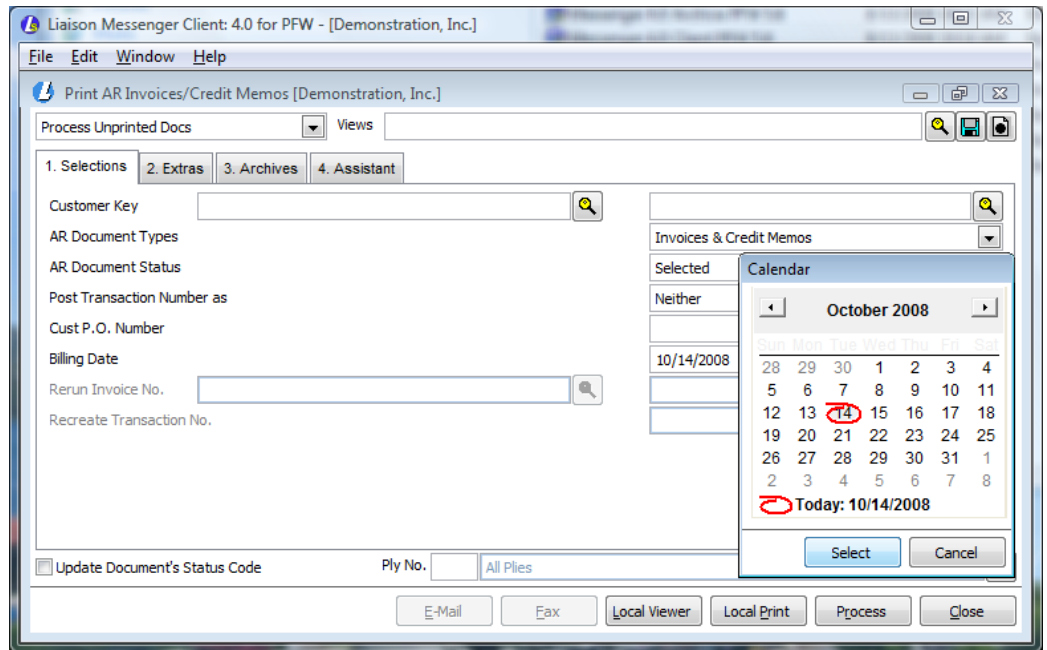 Liaison Messenger Client: 4.0 for PFW - [Demonstration, Inc.]
File Edit Window Help
Print AR Invoices/Credit Memos [Demonstration, Inc.]
Process Unprinted Docs Views
1. Selections 2. Extras 3. Archives 4. Assistant
Customer Key
AR Document Types Invoices & Credit Memos
AR Document Status Selected
Post Transaction Number as Neither
Cust P.O. Number
Billing Date 10/14/2008
Rerun Invoice No.
Recreate Transaction No.
Calendar
October 2008
Sun Mon Tue Wed Thu Fri Sat
28 29 30 1 2 3 4
5 6 7 8 9 10 11
12 13 14 15 16 17 18
19 20 21 22 23 24 25
26 27 28 29 30 31 1
2 3 4 5 6 7 8
Today: 10/14/2008
Select Cancel
Update Document's Status Code Ply No. All Plies
E-Mail Fax Local Viewer Local Print Process Close